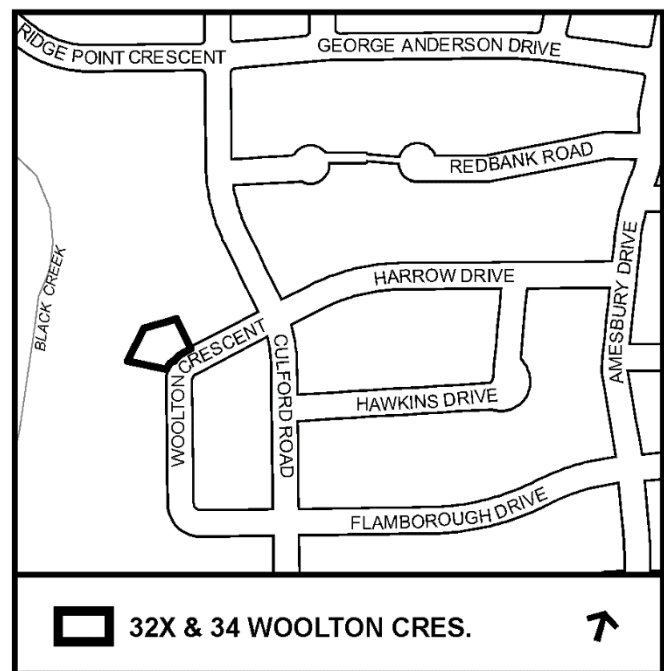 RIDGE POINT CRESCENT
GEORGE ANDERSON DRIVE
REDBANK ROAD
BLACK CREEK
HARROW DRIVE
AMESBURY DRIVE
WOOLTON CRESCENT
CULFORD ROAD
HAWKINS DRIVE
FLAMBOROUGH DRIVE
32X & 34 WOOLTON CRES.